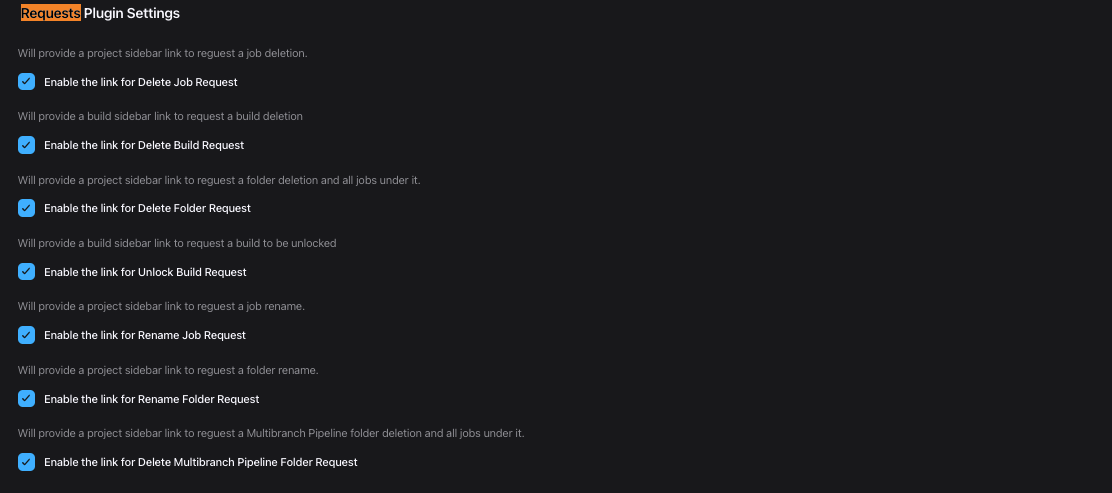 Requests Plugin Settings
Will provide a project sidebar link to reguest a job deletion.
Enable the link for Delete Job Request
Will provide a build sidebar link to request a build deletion
Enable the link for Delete Build Request
Will provide a project sidebar link to reguest a folder deletion and all jobs under it.
Enable the link for Delete Folder Request
Will provide a build sidebar link to request a build to be unlocked
Enable the link for Unlock Build Request
Will provide a project sidebar link to reguest a job rename.
Enable the link for Rename Job Request
Will provide a project sidebar link to reguest a folder rename.
Enable the link for Rename Folder Request
Will provide a project sidebar link to reguest a Multibranch Pipeline folder deletion and all jobs under it.
Enable the link for Delete Multibranch Pipeline Folder Request